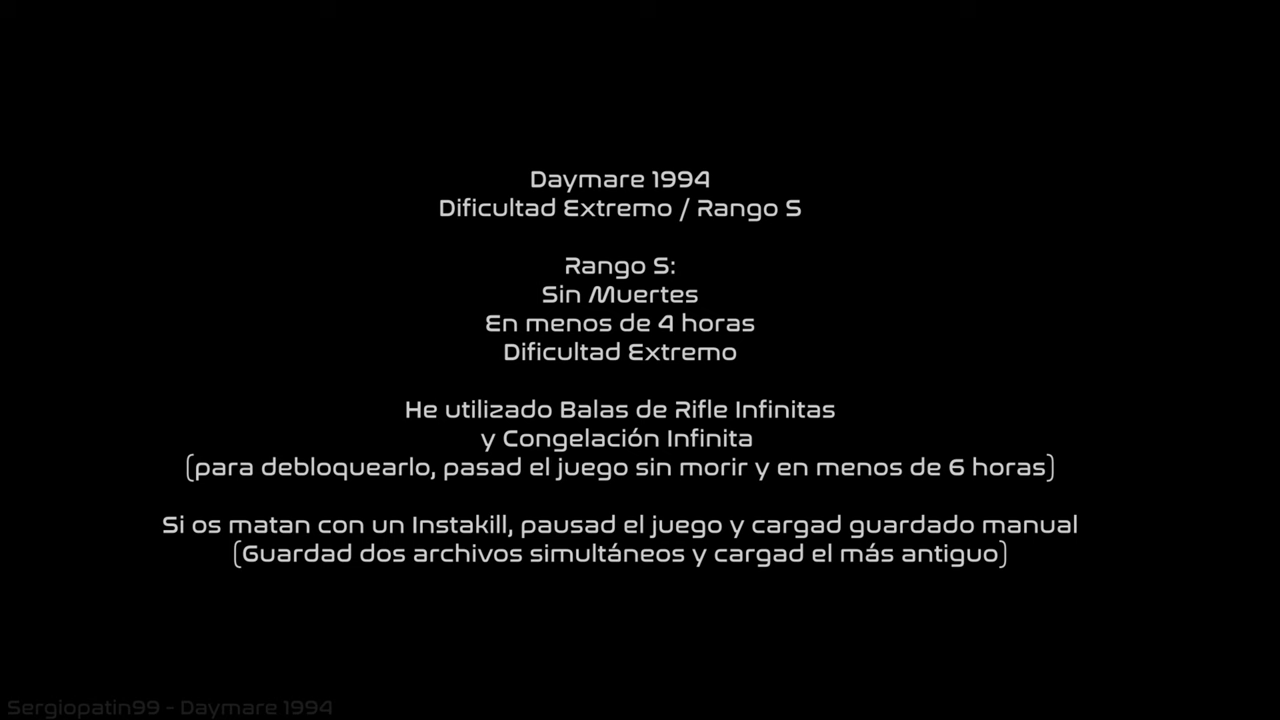 Daymare 1994
Dificultad Extremo / Rango S
Rango S:
Sin Muertes
En menos de 4 horas
Dificultad Extremo
He utilizado Balas de Rifle Infinitas
y Congelación Infinita
(para debloquearlo, pasad el juego sin morir y en menos de 6 horas)
Si os matan con un Instakill, pausad el juego y cargad guardado manual
(Guardad dos archivos simultáneos y cargad el más antiguo)
Sergiopatin99 - Daymare 1994